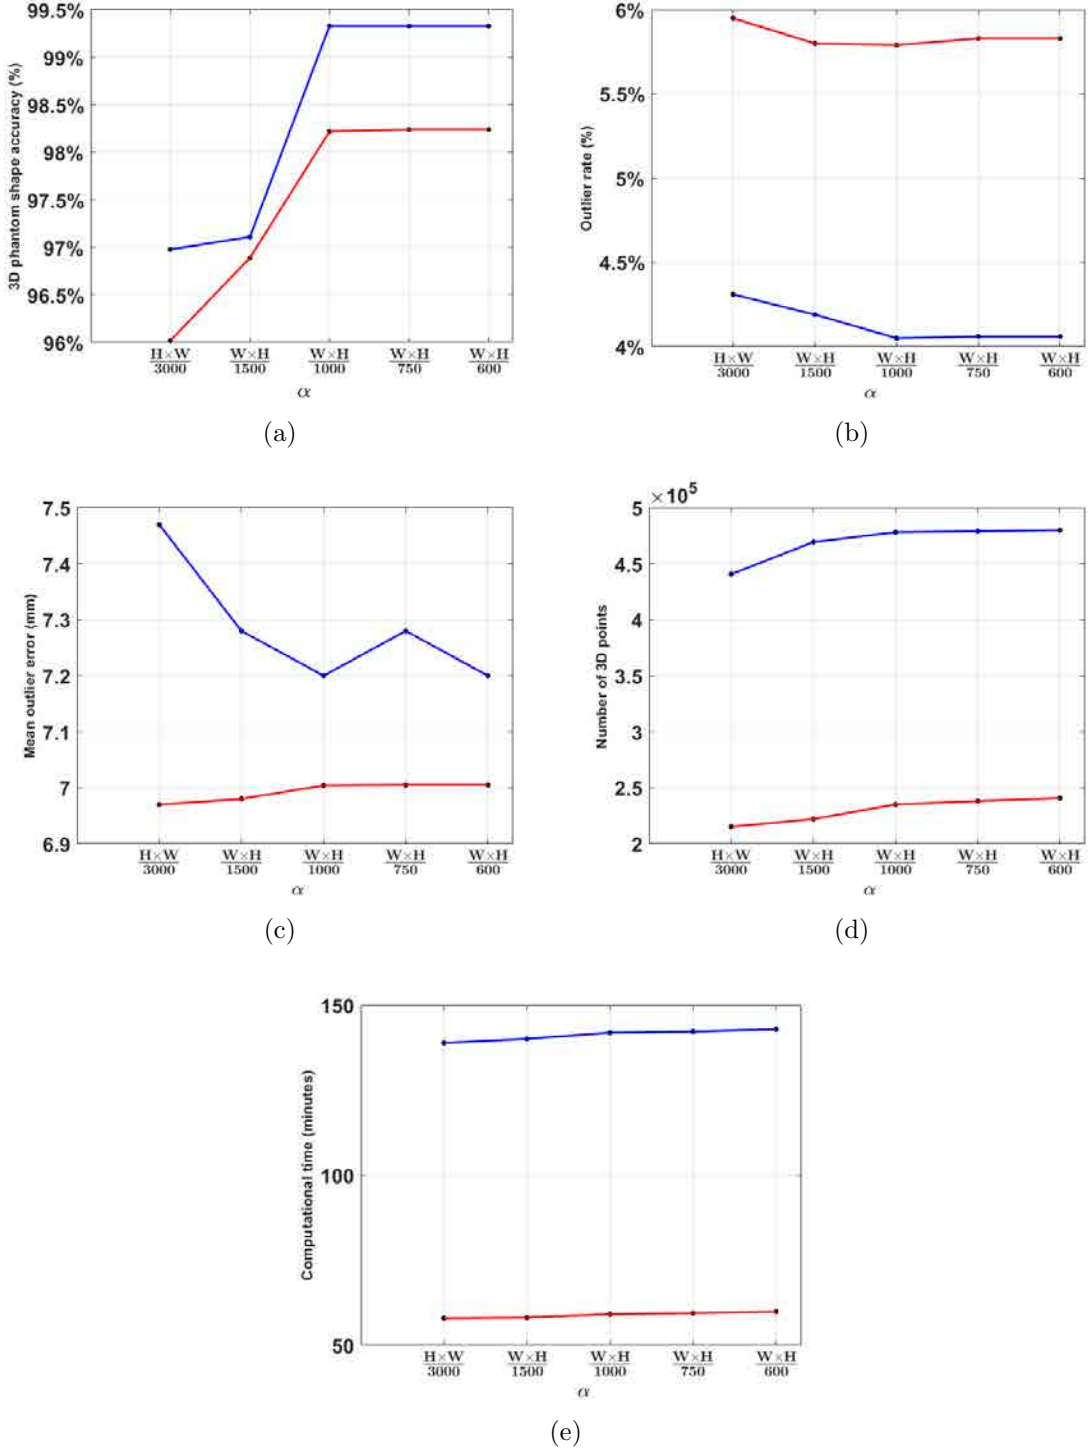 99.5%
99%
98.5%
98%
97.5%
97%
96.5%
96%
3D phantom shape accuracy (%)
H×W W×H W×H W×H W×H
3000 1500 1000 750 600
α
(a)
6%
5.5%
5%
4.5%
4%
Outlier rate (%)
H×W W×H W×H W×H W×H
3000 1500 1000 750 600
α
(b)
7.5
7.4
7.3
7.2
7.1
7
6.9
Mean outlier error (mm)
H×W W×H W×H W×H W×H
3000 1500 1000 750 600
α
(c)
×10⁵
5
4.5
4
3.5
3
2.5
2
Number of 3D points
H×W W×H W×H W×H W×H
3000 1500 1000 750 600
α
(d)
150
100
50
Computational time (minutes)
H×W W×H W×H W×H W×H
3000 1500 1000 750 600
α
(e)